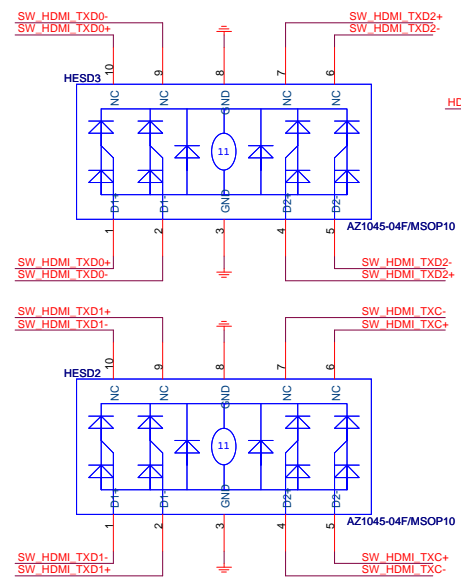 SW_HDMI_TXD0-
SW_HDMI_TXD0+
SW_HDMI_TXD2+
SW_HDMI_TXD2-
10
9
8
7
6
HESD3
NC
NC
GND
NC
NC
HD
11
D1+
D1-
GND
D2+
D2-
AZ1045-04F/MSOP10
1
2
3
4
5
SW_HDMI_TXD0+
SW_HDMI_TXD0-
SW_HDMI_TXD2-
SW_HDMI_TXD2+
SW_HDMI_TXD1+
SW_HDMI_TXD1-
SW_HDMI_TXC-
SW_HDMI_TXC+
10
9
8
7
6
HESD2
NC
NC
GND
NC
NC
11
D1+
D1-
GND
D2+
D2-
AZ1045-04F/MSOP10
1
2
3
4
5
SW_HDMI_TXD1-
SW_HDMI_TXD1+
SW_HDMI_TXC+
SW_HDMI_TXC-